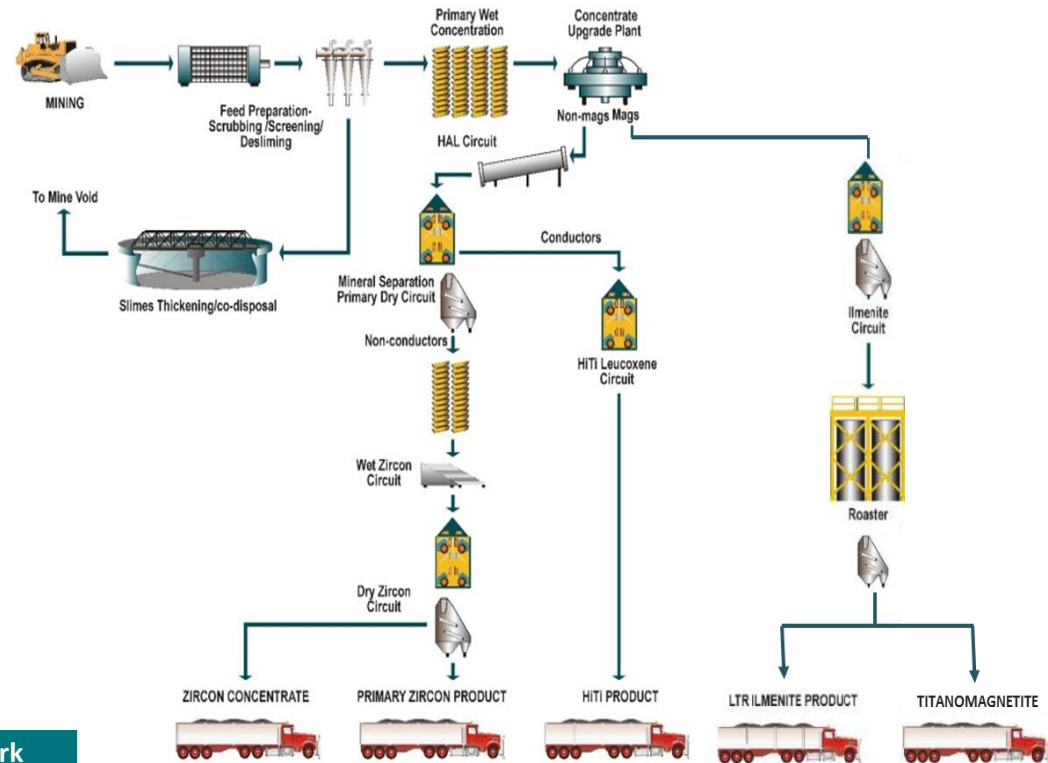 Primary Wet
Concentration
Concentrate
Upgrade Plant
MINING
Feed Preparation-
Scrubbing /Screening/
Desliming
Non-mags Mags
HAL Circuit
To Mine Void
Slimes Thickening/co-disposal
Conductors
Mineral Separation
Primary Dry Circuit
Ilmenite
Circuit
Non-conductors
HiTi Leucoxene
Circuit
Wet Zircon
Circuit
Roaster
Dry Zircon
Circuit
ZIRCON CONCENTRATE
PRIMARY ZIRCON PRODUCT
HiTi PRODUCT
LTR ILMENITE PRODUCT
TITANOMAGNETITE
rk